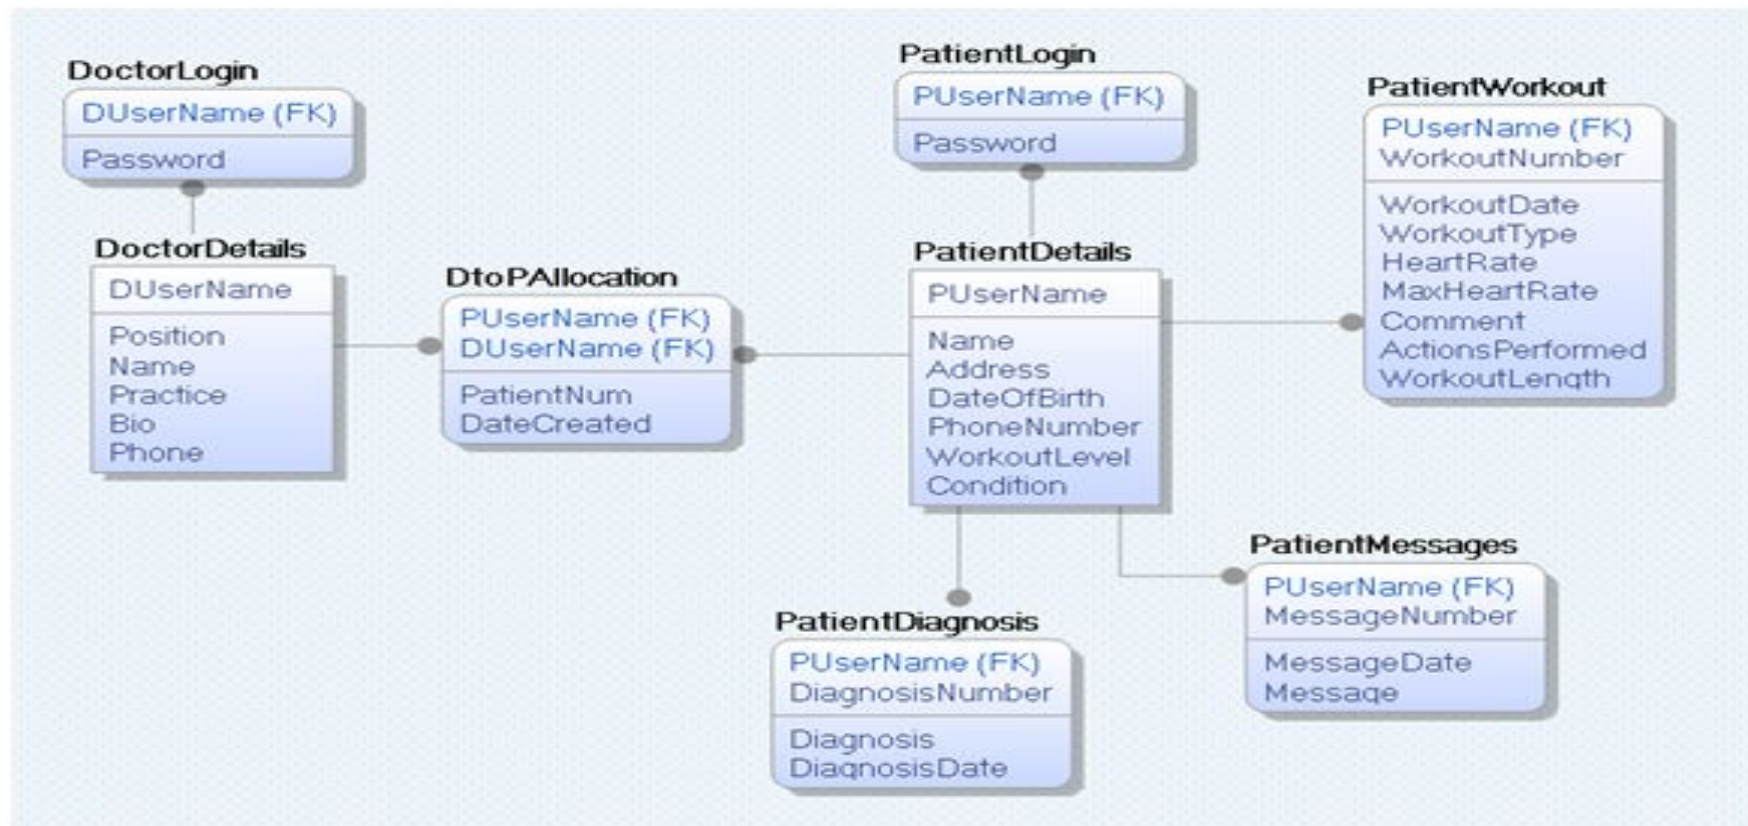 DoctorLogin
DUserName (FK)
Password
DoctorDetails
DUserName
Position
Name
Practice
Bio
Phone
DtoPAllocation
PUserName (FK)
DUserName (FK)
PatientNum
DateCreated
PatientLogin
PUserName (FK)
Password
PatientDetails
PUserName
Name
Address
DateOfBirth
PhoneNumber
WorkoutLevel
Condition
PatientWorkout
PUserName (FK)
WorkoutNumber
WorkoutDate
WorkoutType
HeartRate
MaxHeartRate
Comment
ActionsPerformed
WorkoutLength
PatientDiagnosis
PUserName (FK)
DiagnosisNumber
Diagnosis
DiagnosisDate
PatientMessages
PUserName (FK)
MessageNumber
MessageDate
Message